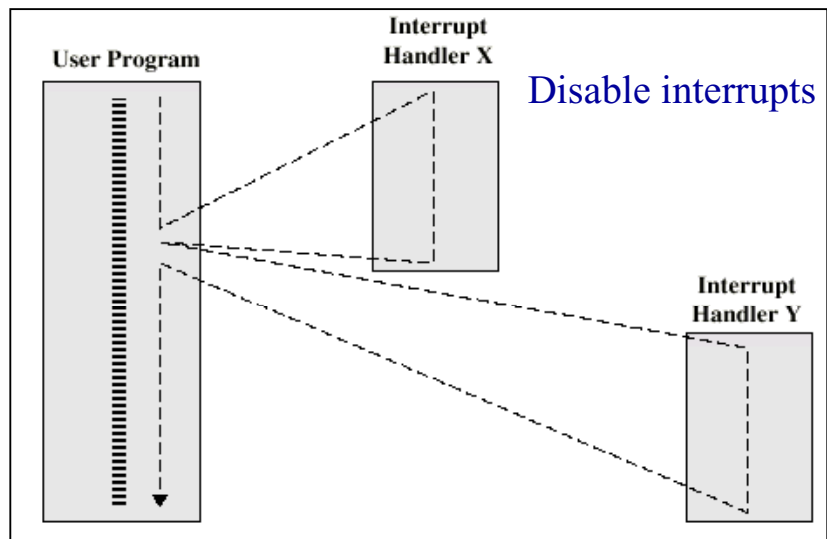 User Program
Interrupt
Handler X
Disable interrupts
Interrupt
Handler Y